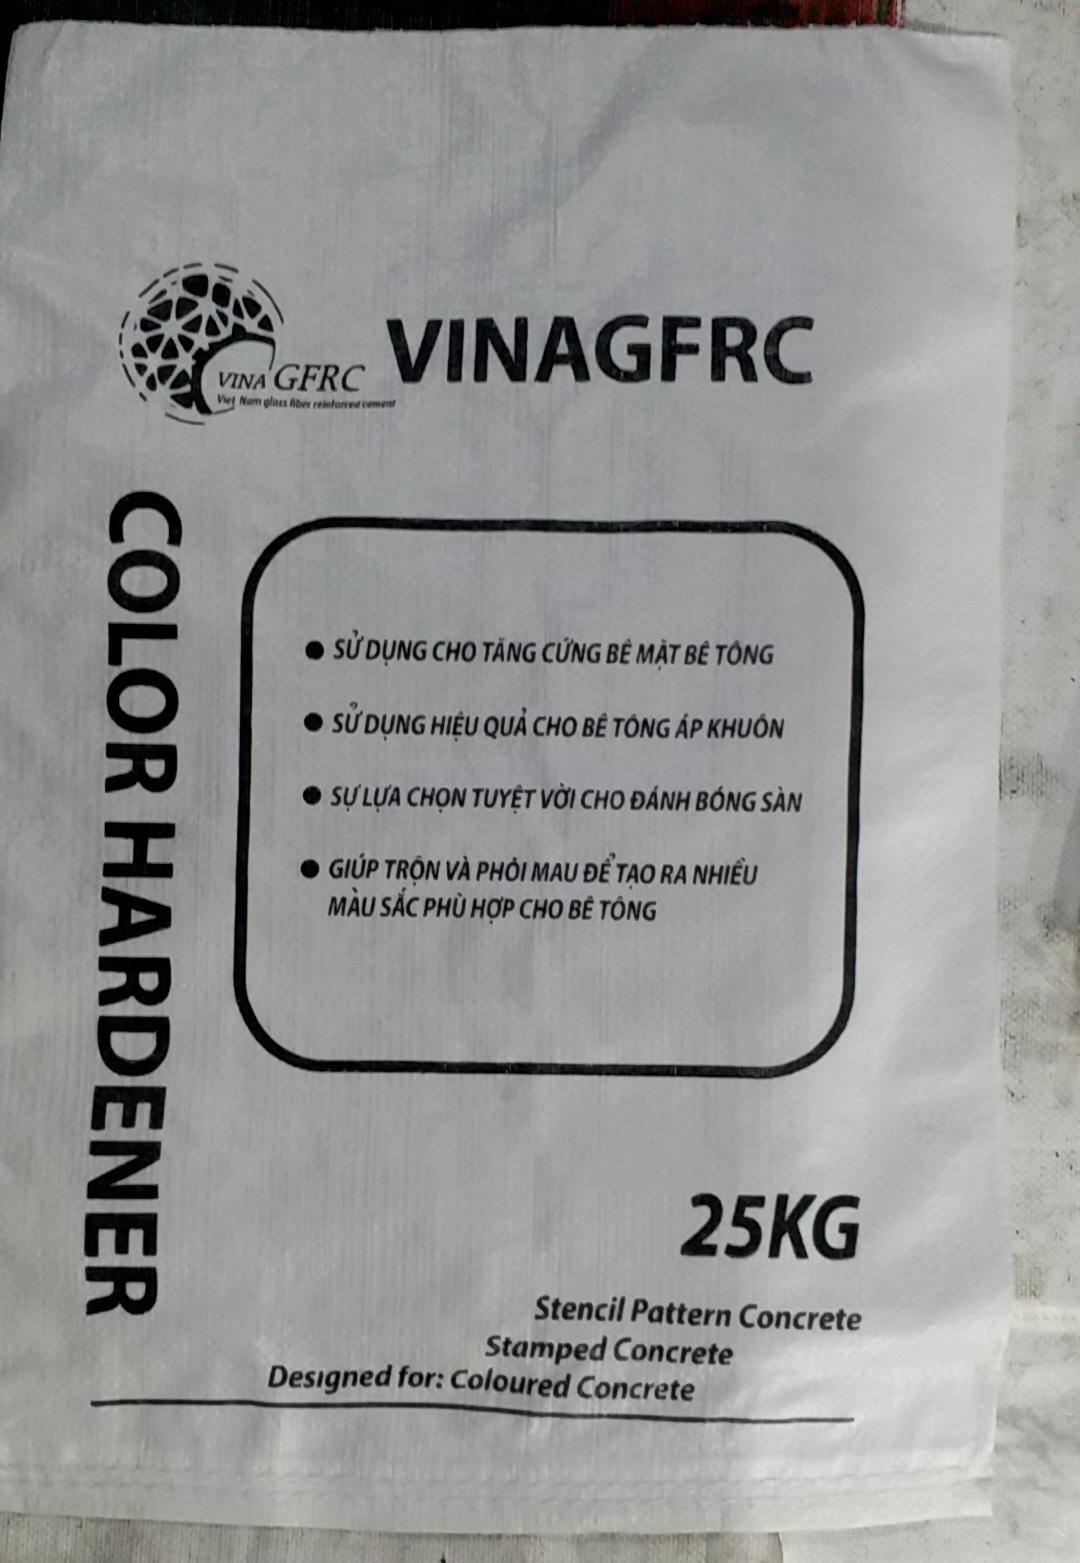 VINA GFRC
Viet Nam glass fiber reinforced cement
VINAGFRC
COLOR HARDENER
● SỬ DỤNG CHO TĂNG CỨNG BÊ MẶT BÊ TÔNG
● SỬ DỤNG HIỆU QUẢ CHO BÊ TÔNG ÁP KHUÔN
● SỰ LỰA CHỌN TUYỆT VỜI CHO ĐÁNH BÓNG SÀN
● GIÚP TRỘN VÀ PHỐI MAU ĐỂ TẠO RA NHIỀU
MÀU SẮC PHÙ HỢP CHO BÊ TÔNG
25KG
Stencil Pattern Concrete
Stamped Concrete
Designed for: Coloured Concrete